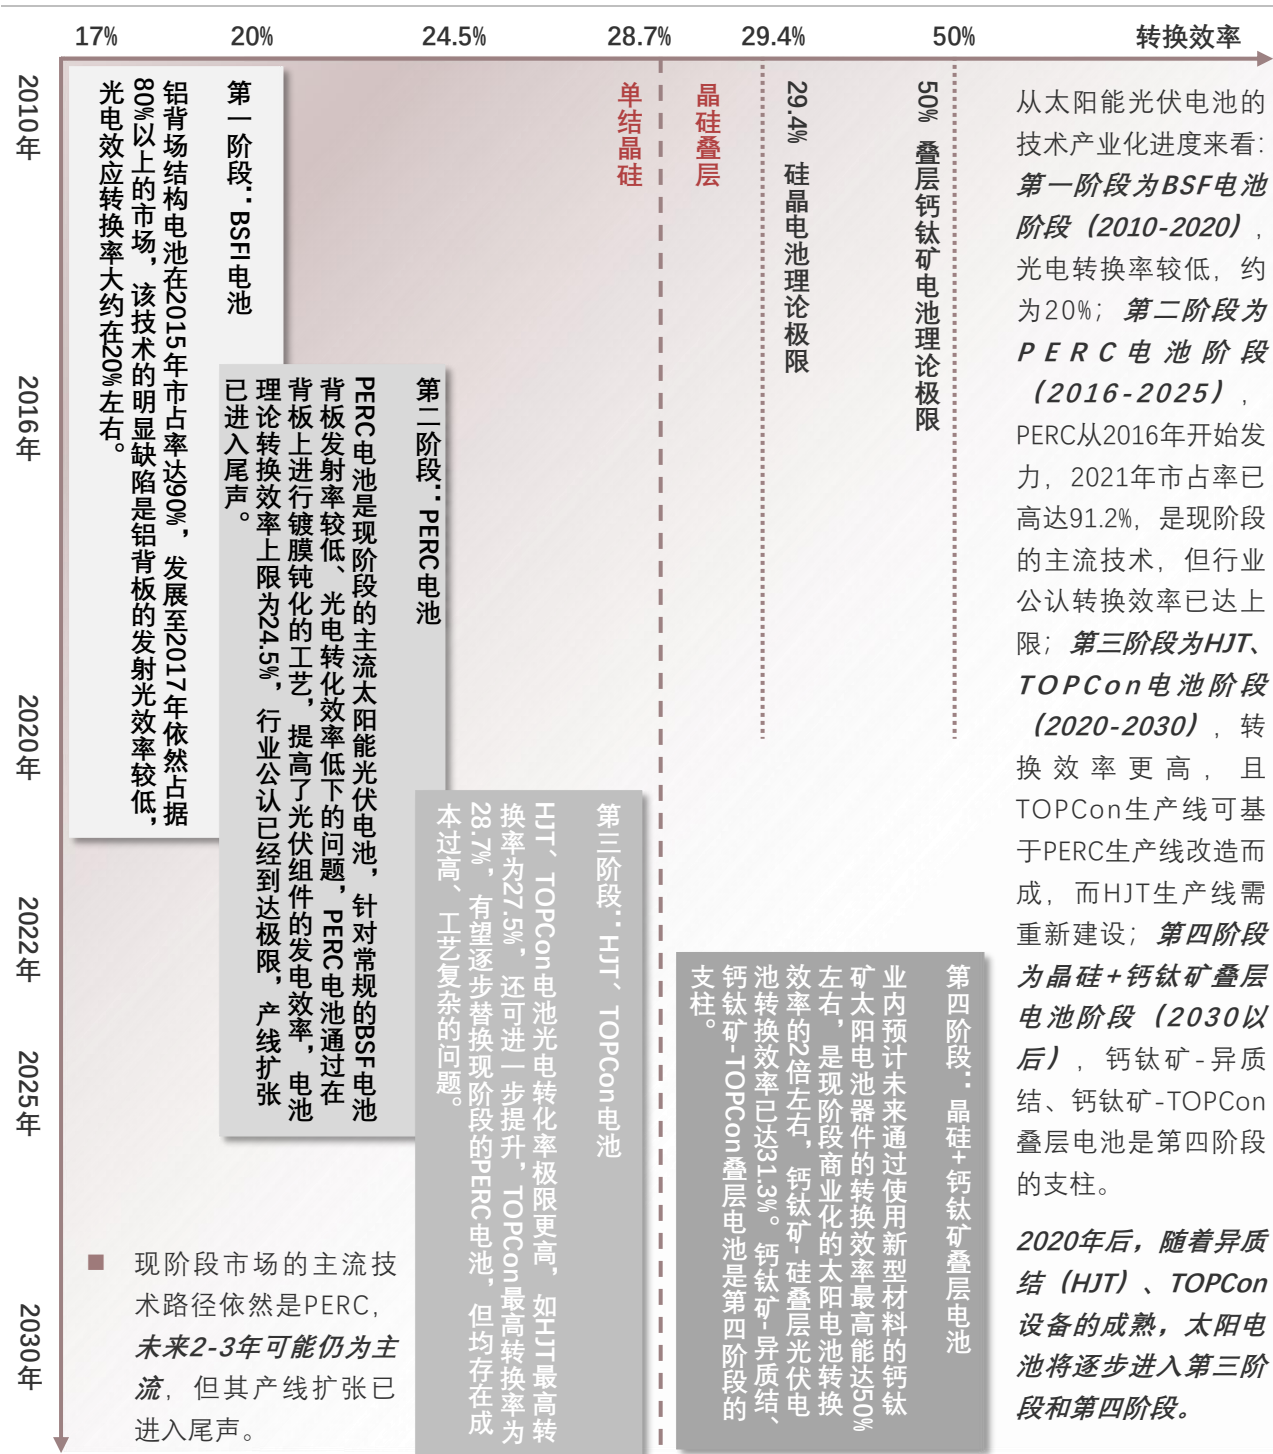 17%
20%
24.5%
28.7%
29.4%
50%
转换效率
2010年
2016年
2020年
2022年
2025年
2030年
第一阶段：BSFI电池
铝背场结构电池在2015年市占率达90%，发展至2017年依然占据
80%以上的市场，该技术的明显缺陷是铝背板的发射光效率较低，
光电效应转换率大约在20%左右。
第二阶段：PERC电池
PERC电池是现阶段的主流太阳能光伏电池，针对常规的BSF电池
背板发射率较低、光电转化效率低下的问题，PERC电池通过在
背板上进行镀膜钝化的工艺，提高了光伏组件的发电效率，电池
理论转换效率上限为24.5%，行业公认已经到达极限，产线扩张
已进入尾声。
第三阶段：HJT、TOPCon电池
HJT、TOPCon电池光电转化率极限更高，如HJT最高转
换率为27.5%，还可进一步提升，TOPCon最高转换率为
28.7%，有望逐步替换现阶段的PERC电池，但均存在成
本过高、工艺复杂的问题。
单结晶硅
晶硅叠层
29.4% 硅晶电池理论极限
50% 叠层钙钛矿电池理论极限
第四阶段：晶硅+钙钛矿叠层电池
业内预计未来通过使用新型材料的钙钛
矿太阳电池器件的转换效率最高能达50%
左右，是现阶段商业化的太阳电池转换
效率的2倍左右，钙钛矿-硅叠层光伏电
池转换效率已达31.3%。钙钛矿-异质结、
钙钛矿-TOPCon叠层电池是第四阶段的
支柱。
■ 现阶段市场的主流技
术路径依然是PERC，
未来2-3年可能仍为主
流，但其产线扩张已
进入尾声。
从太阳能光伏电池的
技术产业化进度来看：
第一阶段为BSF电池
阶段（2010-2020），
光电转换率较低，约
为20%；第二阶段为
PERC电池阶段
（2016-2025），
PERC从2016年开始发
力，2021年市占率已
高达91.2%，是现阶段
的主流技术，但行业
公认转换效率已达上
限；第三阶段为HJT、
TOPCon电池阶段
（2020-2030），转
换效率更高，且
TOPCon生产线可基
于PERC生产线改造而
成，而HJT生产线需
重新建设；第四阶段
为晶硅+钙钛矿叠层
电池阶段（2030以
后），钙钛矿-异质
结、钙钛矿-TOPCon
叠层电池是第四阶段
的支柱。
2020年后，随着异质
结（HJT）、TOPCon
设备的成熟，太阳电
池将逐步进入第三阶
段和第四阶段。